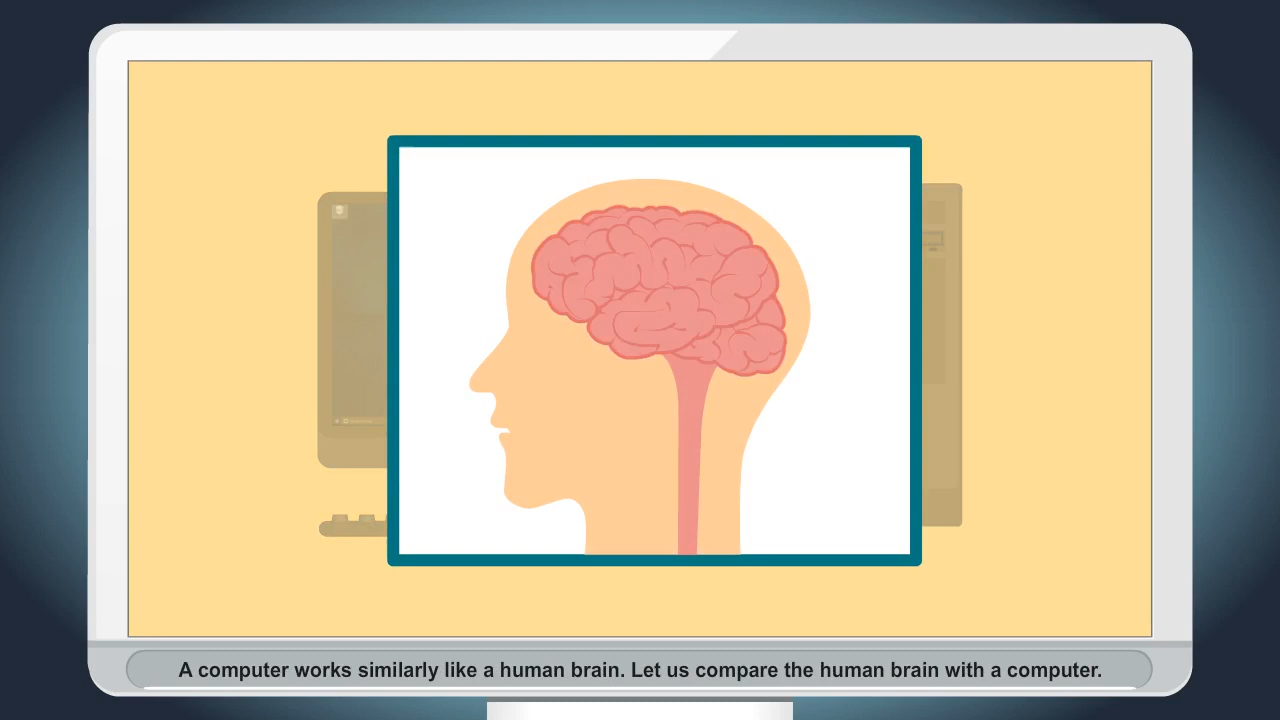 A computer works similarly like a human brain. Let us compare the human brain with a computer.